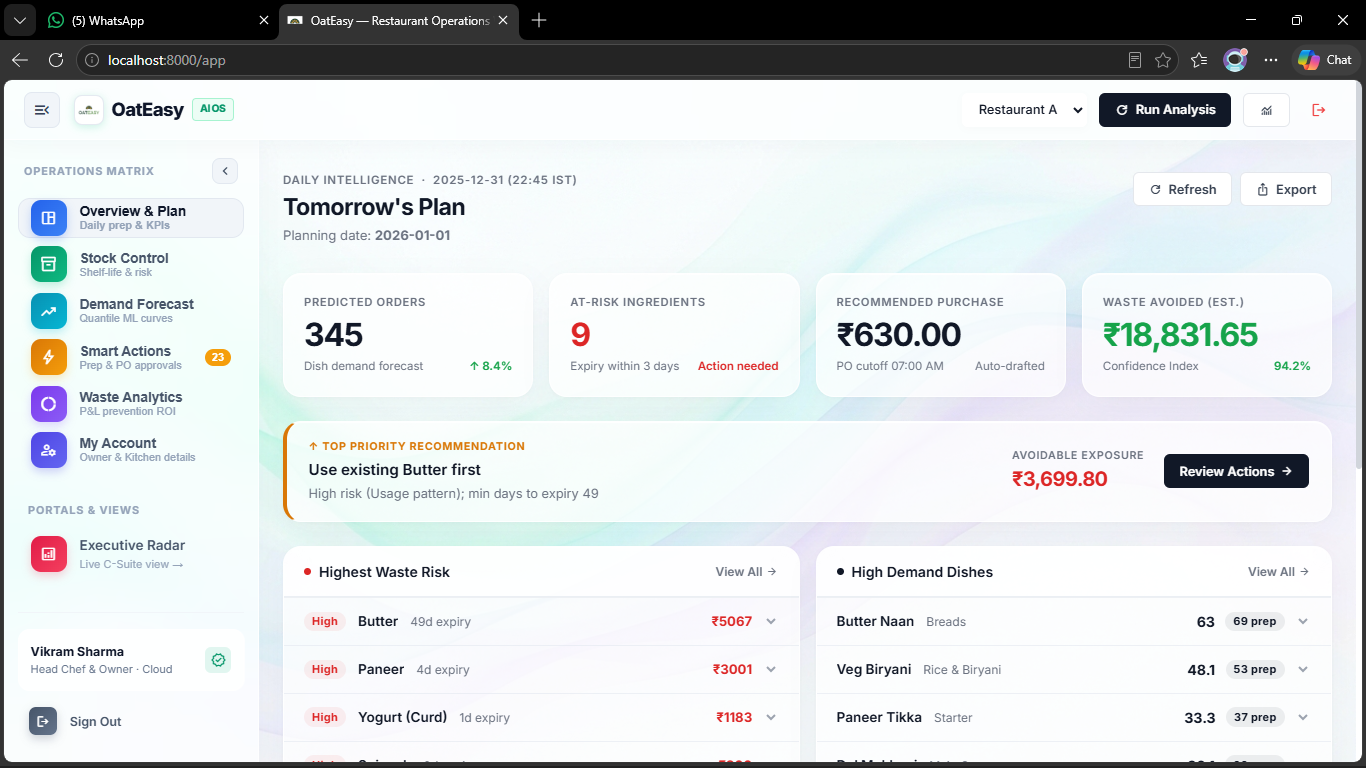 (5) WhatsApp
OatEasy — Restaurant Operations
localhost:8000/app
Chat
OatEasy AI OS
Restaurant A
Run Analysis
OPERATIONS MATRIX
Overview & Plan
Daily prep & KPIs
Stock Control
Shelf-life & risk
Demand Forecast
Quantile ML curves
Smart Actions
Prep & PO approvals
23
Waste Analytics
P&L prevention ROI
My Account
Owner & Kitchen details
PORTALS & VIEWS
Executive Radar
Live C-Suite view →
Vikram Sharma
Head Chef & Owner · Cloud
Sign Out
DAILY INTELLIGENCE · 2025-12-31 (22:45 IST)
Tomorrow's Plan
Planning date: 2026-01-01
Refresh
Export
PREDICTED ORDERS
345
Dish demand forecast ↑ 8.4%
AT-RISK INGREDIENTS
9
Expiry within 3 days Action needed
RECOMMENDED PURCHASE
₹630.00
PO cutoff 07:00 AM Auto-drafted
WASTE AVOIDED (EST.)
₹18,831.65
Confidence Index 94.2%
↑ TOP PRIORITY RECOMMENDATION
Use existing Butter first
High risk (Usage pattern); min days to expiry 49
AVOIDABLE EXPOSURE
₹3,699.80
Review Actions →
Highest Waste Risk View All →
High Butter 49d expiry ₹5067
High Paneer 4d expiry ₹3001
High Yogurt (Curd) 1d expiry ₹1183
High Demand Dishes View All →
Butter Naan Breads 63 69 prep
Veg Biryani Rice & Biryani 48.1 53 prep
Paneer Tikka Starter 33.3 37 prep